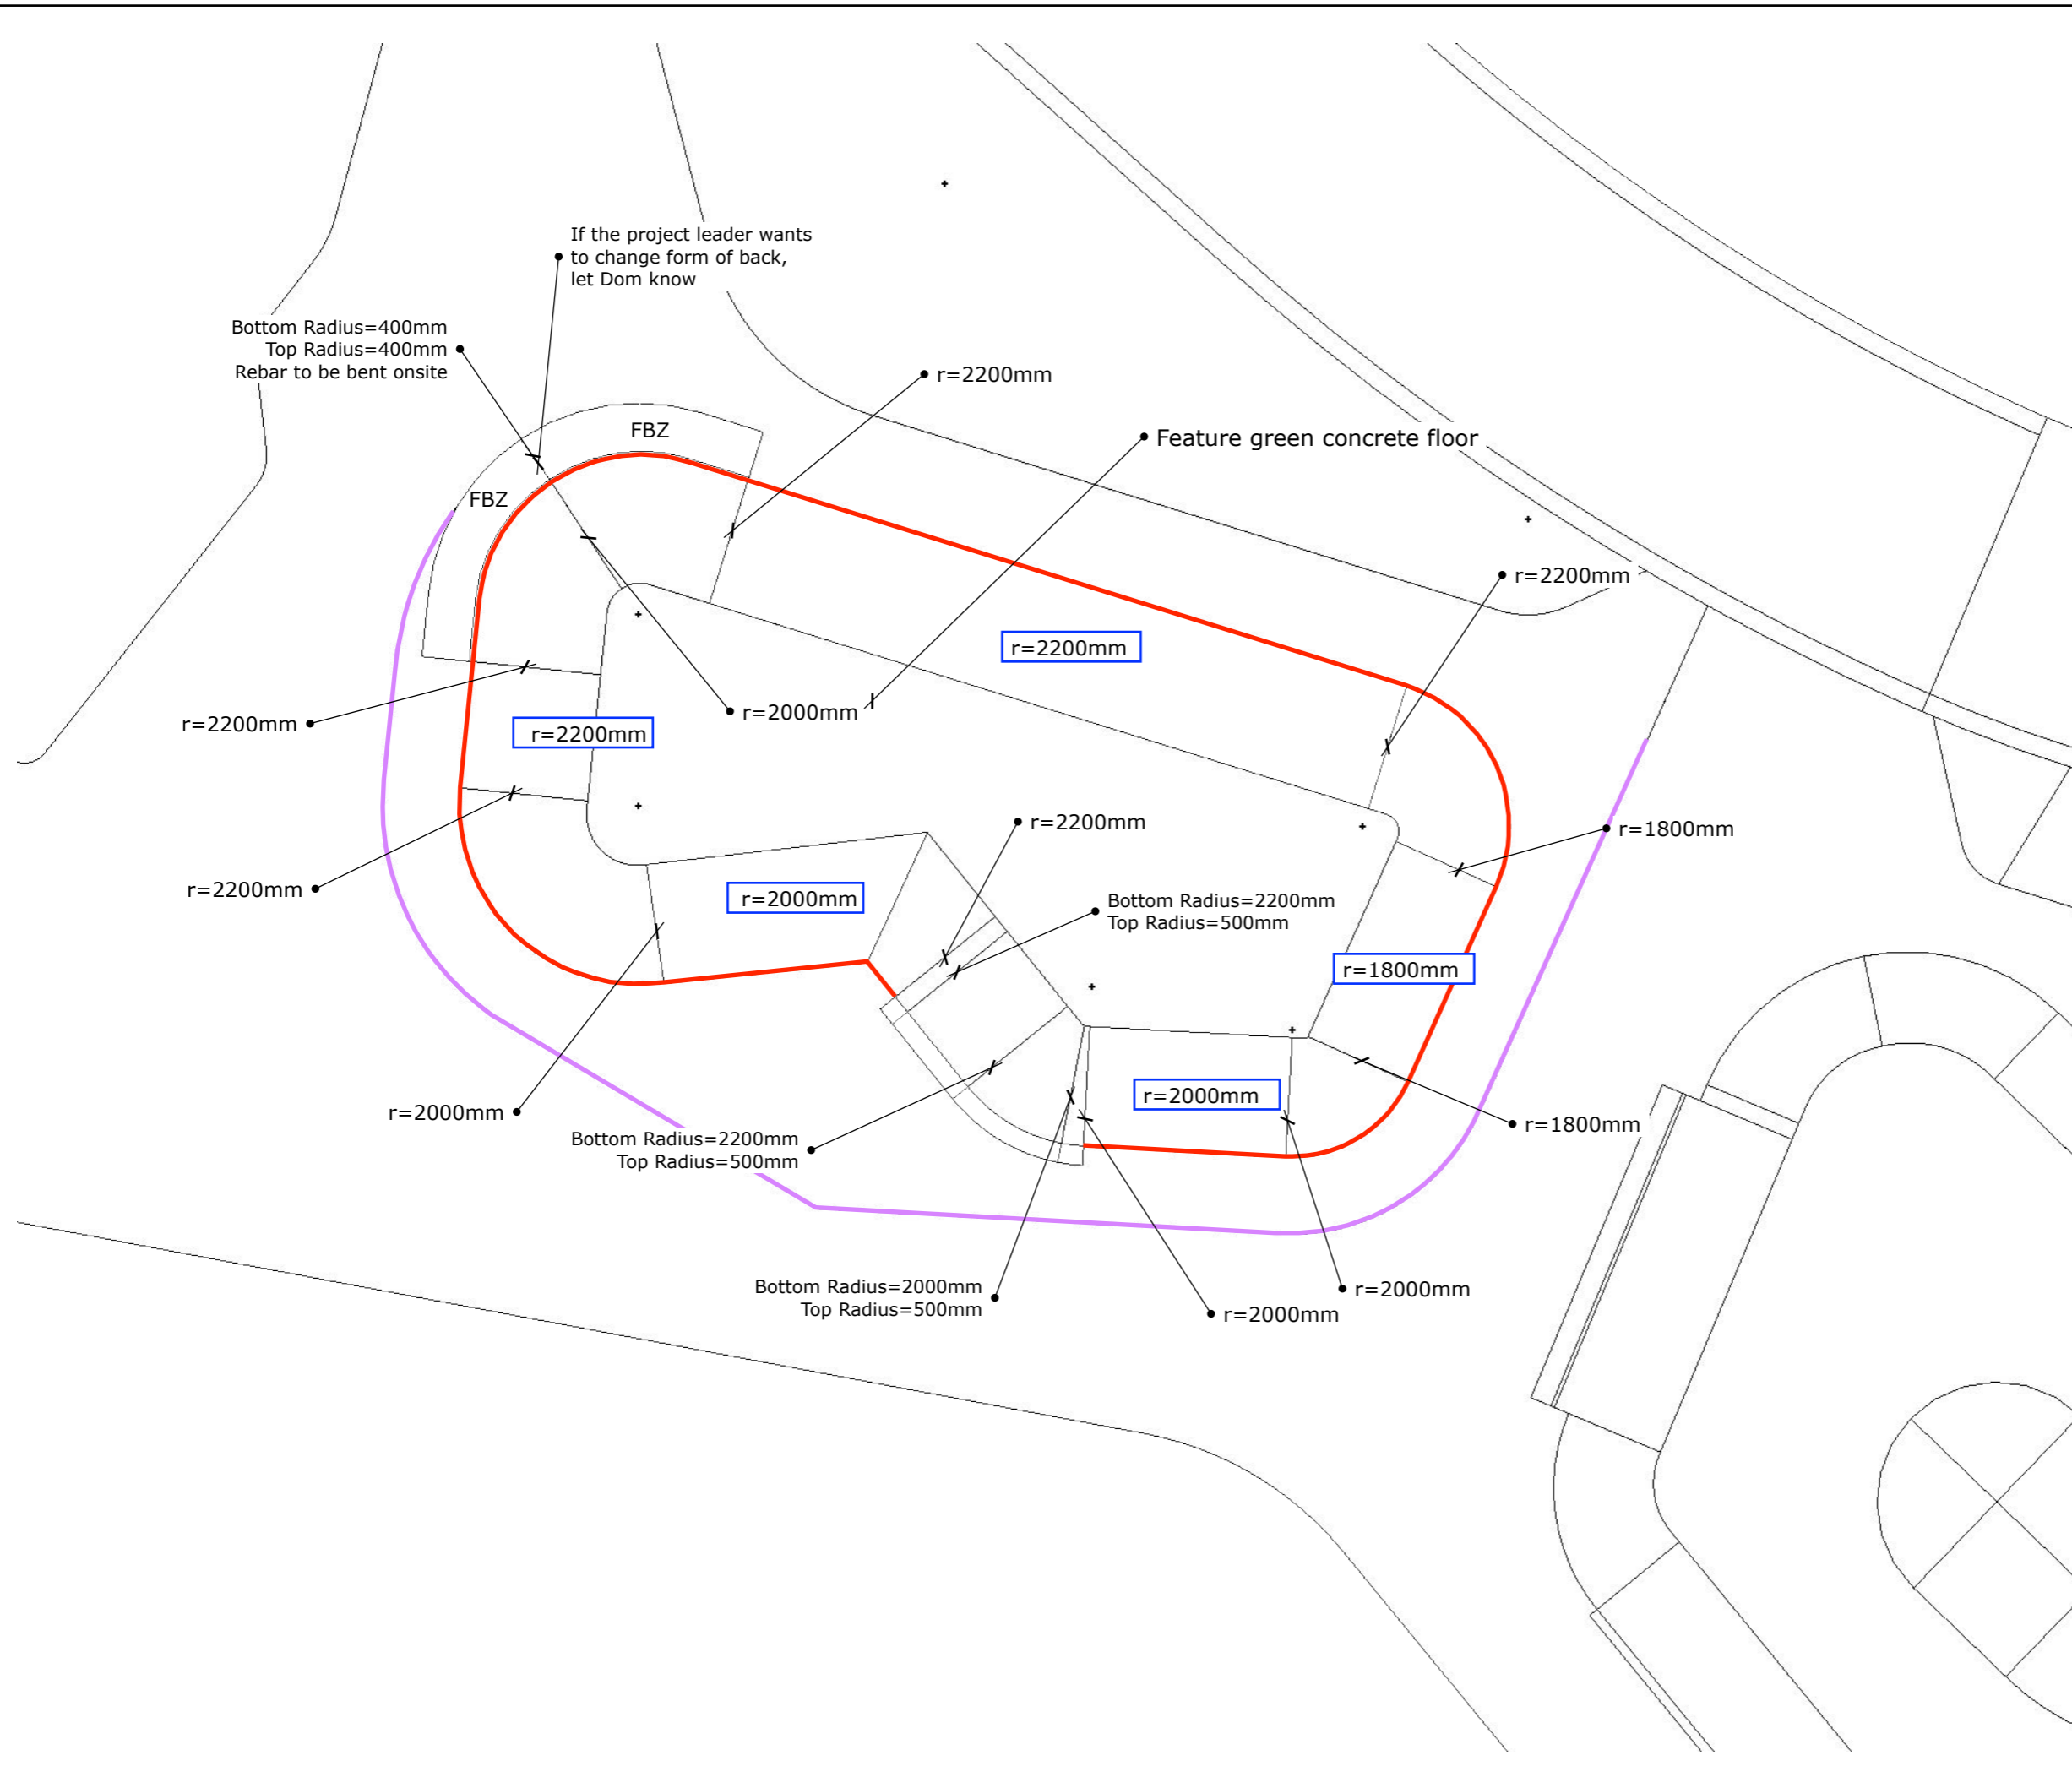 If the project leader wants
to change form of back,
let Dom know
Bottom Radius=400mm
Top Radius=400mm
Rebar to be bent onsite
r=2200mm
FBZ
Feature green concrete floor
FBZ
r=2200mm
r=2200mm
r=2000mm
r=2200mm
r=2200mm
r=2200mm
r=1800mm
r=2200mm
r=2000mm
Bottom Radius=2200mm
Top Radius=500mm
r=1800mm
r=2000mm
r=2000mm
r=1800mm
Bottom Radius=2200mm
Top Radius=500mm
Bottom Radius=2000mm
Top Radius=500mm
r=2000mm
r=2000mm